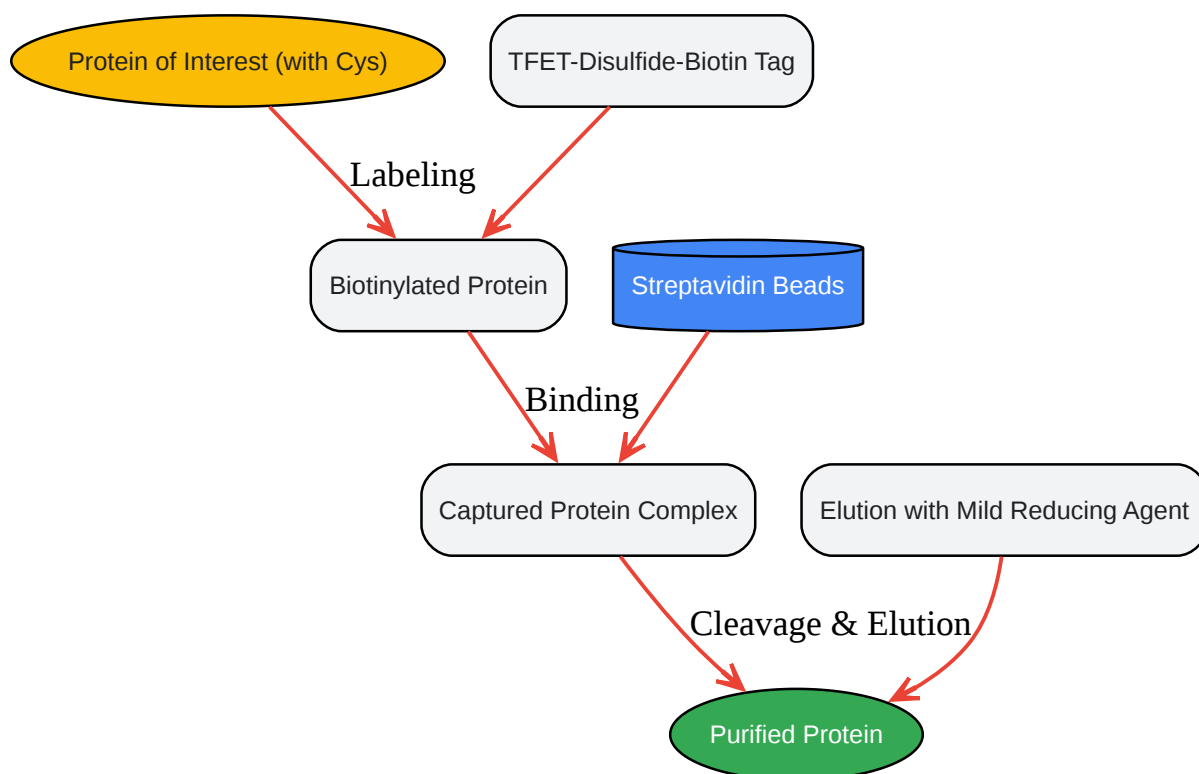 Protein of Interest (with Cys)
TFET-Disulfide-Biotin Tag
Labeling
Biotinylated Protein
Streptavidin Beads
Binding
Captured Protein Complex
Elution with Mild Reducing Agent
Cleavage & Elution
Purified Protein